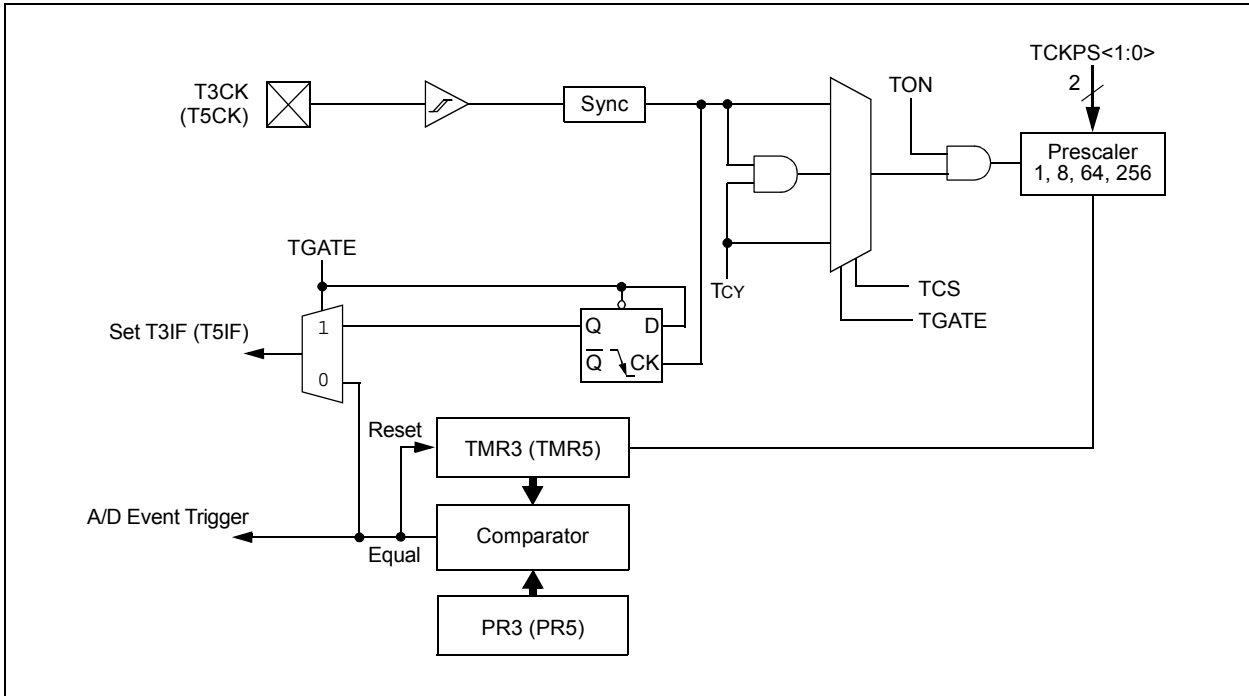 TCKPS<1:0>
2
T3CK
(T5CK)
Sync
TON
Prescaler
1, 8, 64, 256
TGATE
TCY
TCS
TGATE
Set T3IF (T5IF)
1
0
Q
D
Q
CK
Reset
TMR3 (TMR5)
A/D Event Trigger
Equal
Comparator
PR3 (PR5)